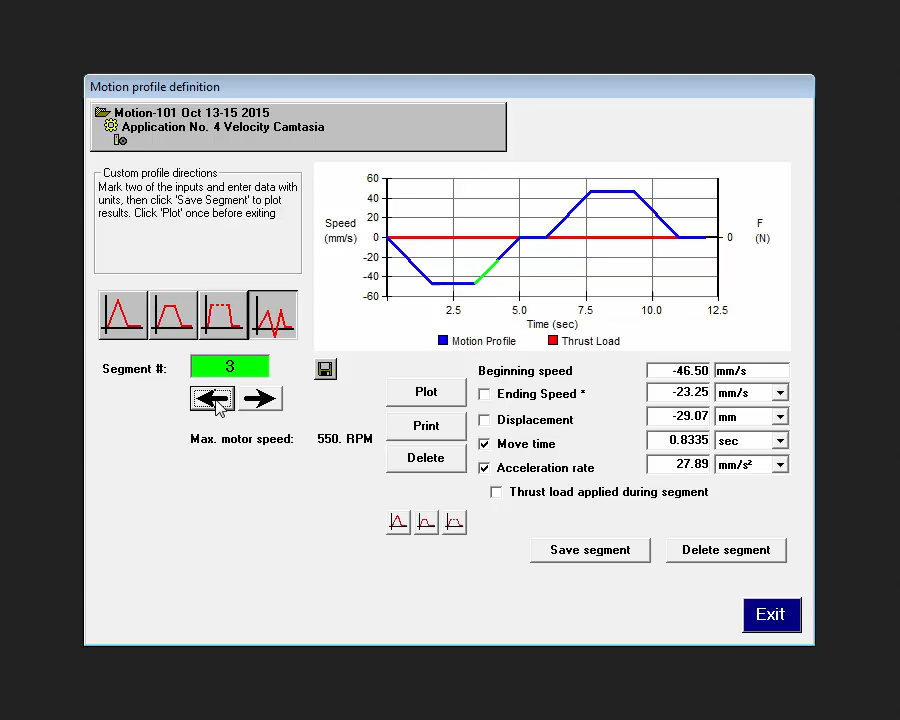 Motion profile definition
Motion-101 Oct 13-15 2015
Application No. 4 Velocity Camtasia
Custom profile directions
Mark two of the inputs and enter data with
units, then click 'Save Segment' to plot
results. Click 'Plot' once before exiting
60
40
20
0
-20
-40
-60
Speed
(mm/s)
0
F
(N)
2.5 5.0 7.5 10.0 12.5
Time (sec)
Motion Profile Thrust Load
Segment #: 3
Max. motor speed: 550. RPM
Plot
Print
Delete
Beginning speed -46.50 mm/s
Ending Speed * -23.25 mm/s
Displacement -29.07 mm
Move time 0.8335 sec
Acceleration rate 27.89 mm/s²
Thrust load applied during segment
Save segment Delete segment
Exit